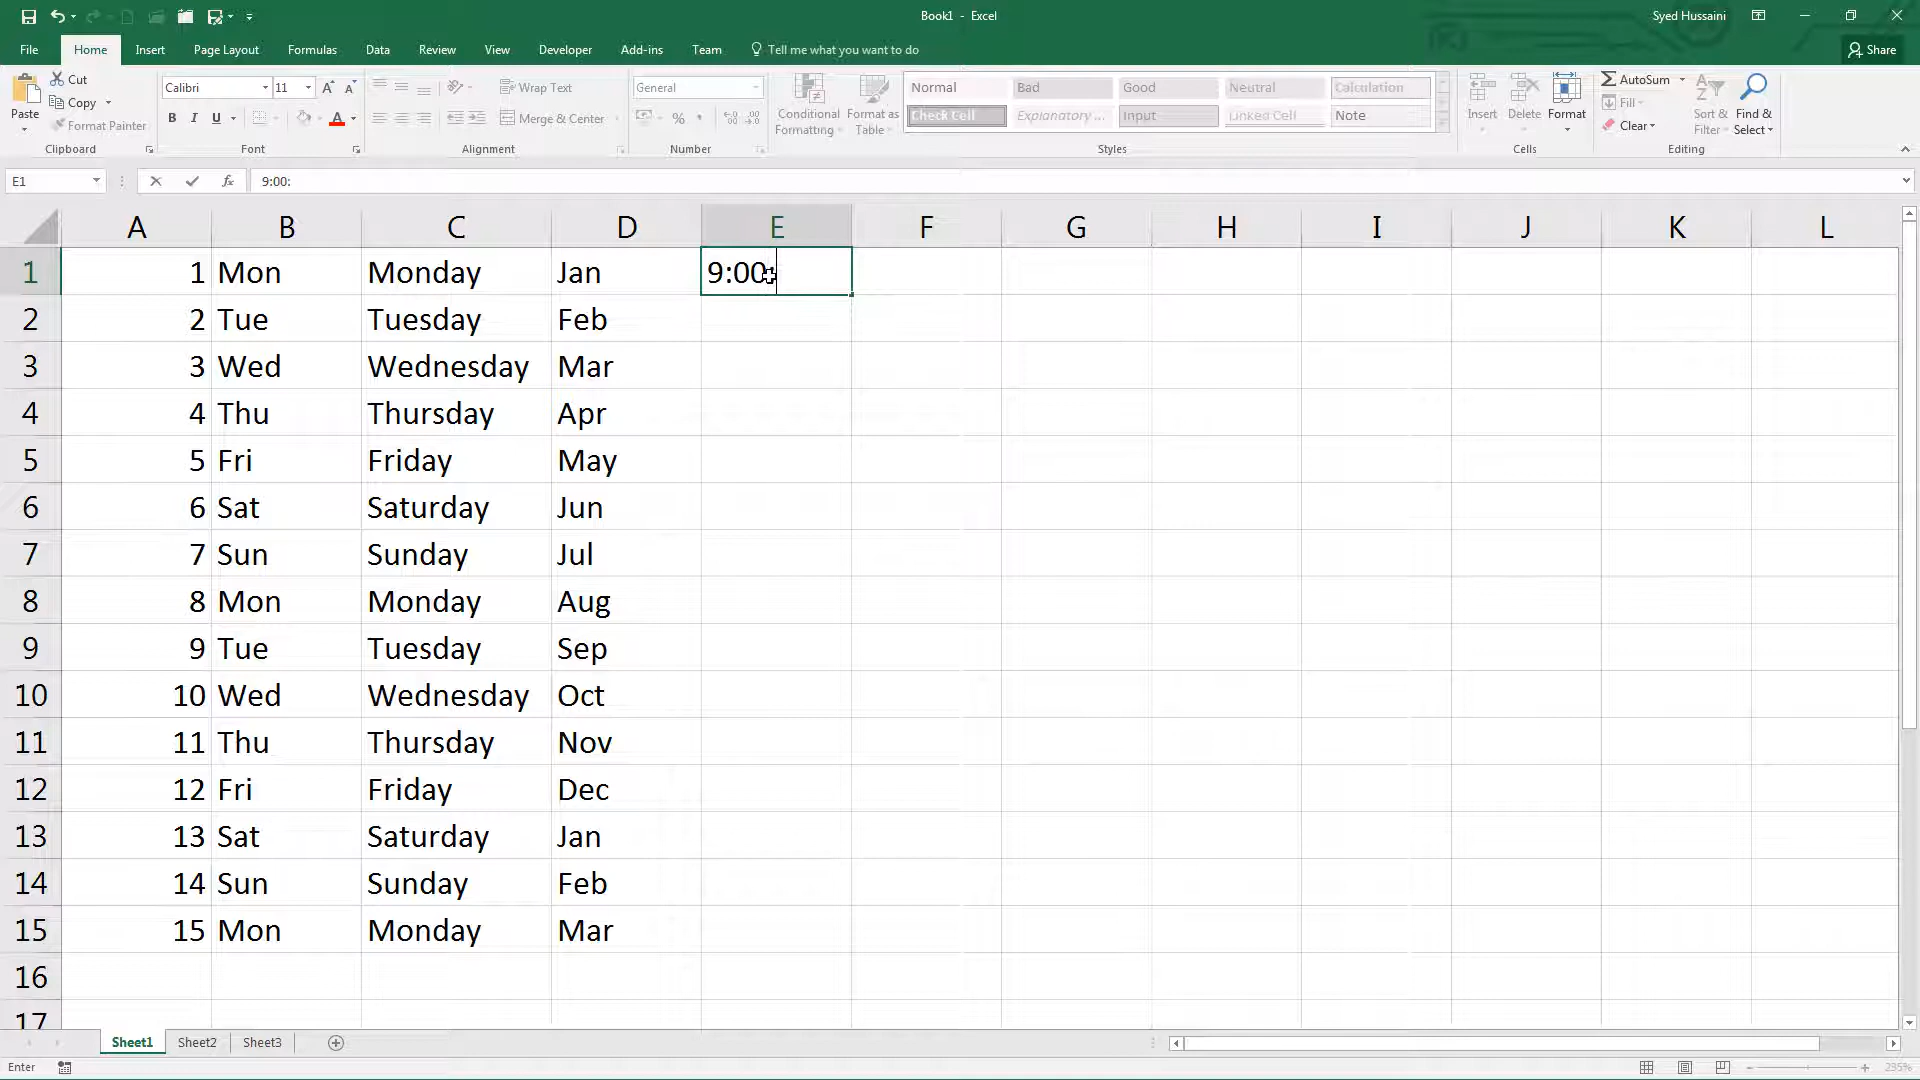 Book1 - Excel
Syed Hussaini
File Home Insert Page Layout Formulas Data Review View Developer Add-ins Team Tell me what you want to do Share
Paste
Cut
Copy
Format Painter
Clipboard
Calibri 11
B I U
Font
Wrap Text
Merge & Center
Alignment
General
Number
Conditional Formatting
Format as Table
Normal Bad Good Neutral Calculation
Check Cell Explanatory ... Input Linked Cell Note
Styles
Insert Delete Format
Cells
AutoSum
Fill
Clear
Sort & Filter
Find & Select
Editing
E1 fx 9:00:
A B C D E F G H I J K L
1 1 Mon Monday Jan 9:00:
2 2 Tue Tuesday Feb
3 3 Wed Wednesday Mar
4 4 Thu Thursday Apr
5 5 Fri Friday May
6 6 Sat Saturday Jun
7 7 Sun Sunday Jul
8 8 Mon Monday Aug
9 9 Tue Tuesday Sep
10 10 Wed Wednesday Oct
11 11 Thu Thursday Nov
12 12 Fri Friday Dec
13 13 Sat Saturday Jan
14 14 Sun Sunday Feb
15 15 Mon Monday Mar
16
17
Sheet1 Sheet2 Sheet3
Enter
235%